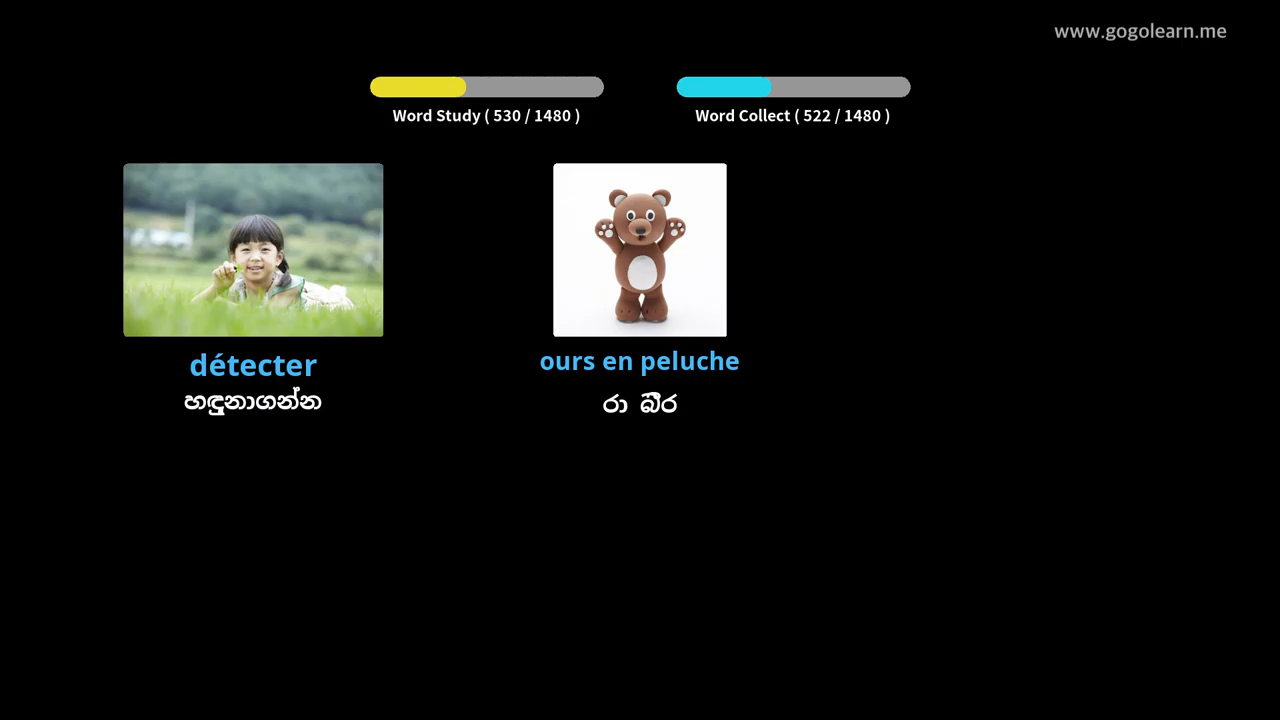 www.gogolearn.me
Word Study ( 530 / 1480 )
Word Collect ( 522 / 1480 )
détecter
ours en peluche
හඳුනාගන්න
රා බීර